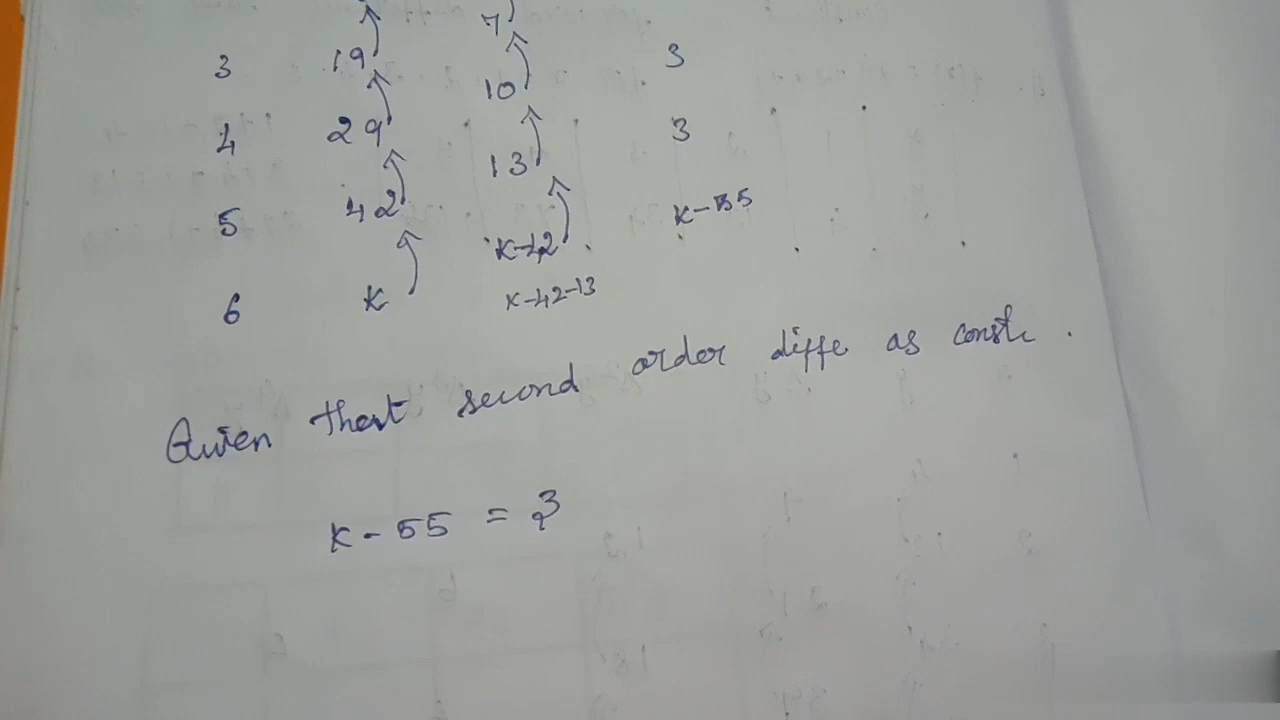 7
3 19 3
10
4 29 3
13
5 42 K-55
K-42
6 K K-42-13
Given that second order diffe as const .
K - 55 = 3